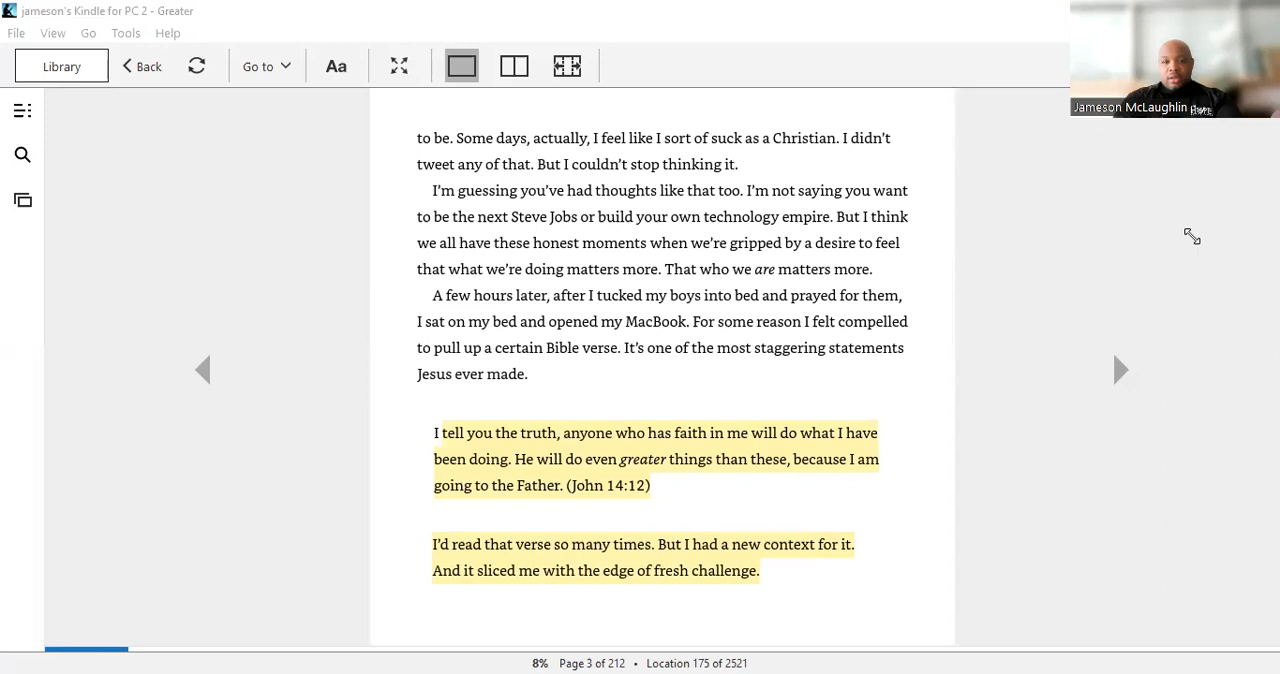 jameson's Kindle for PC 2 - Greater
File View Go Tools Help
Library Back Go to Aa
Jameson McLaughlin
to be. Some days, actually, I feel like I sort of suck as a Christian. I didn’t
tweet any of that. But I couldn’t stop thinking it.
I’m guessing you’ve had thoughts like that too. I’m not saying you want
to be the next Steve Jobs or build your own technology empire. But I think
we all have these honest moments when we’re gripped by a desire to feel
that what we’re doing matters more. That who we are matters more.
A few hours later, after I tucked my boys into bed and prayed for them,
I sat on my bed and opened my MacBook. For some reason I felt compelled
to pull up a certain Bible verse. It’s one of the most staggering statements
Jesus ever made.
I tell you the truth, anyone who has faith in me will do what I have
been doing. He will do even greater things than these, because I am
going to the Father. (John 14:12)
I’d read that verse so many times. But I had a new context for it.
And it sliced me with the edge of fresh challenge.
8% Page 3 of 212 • Location 175 of 2521